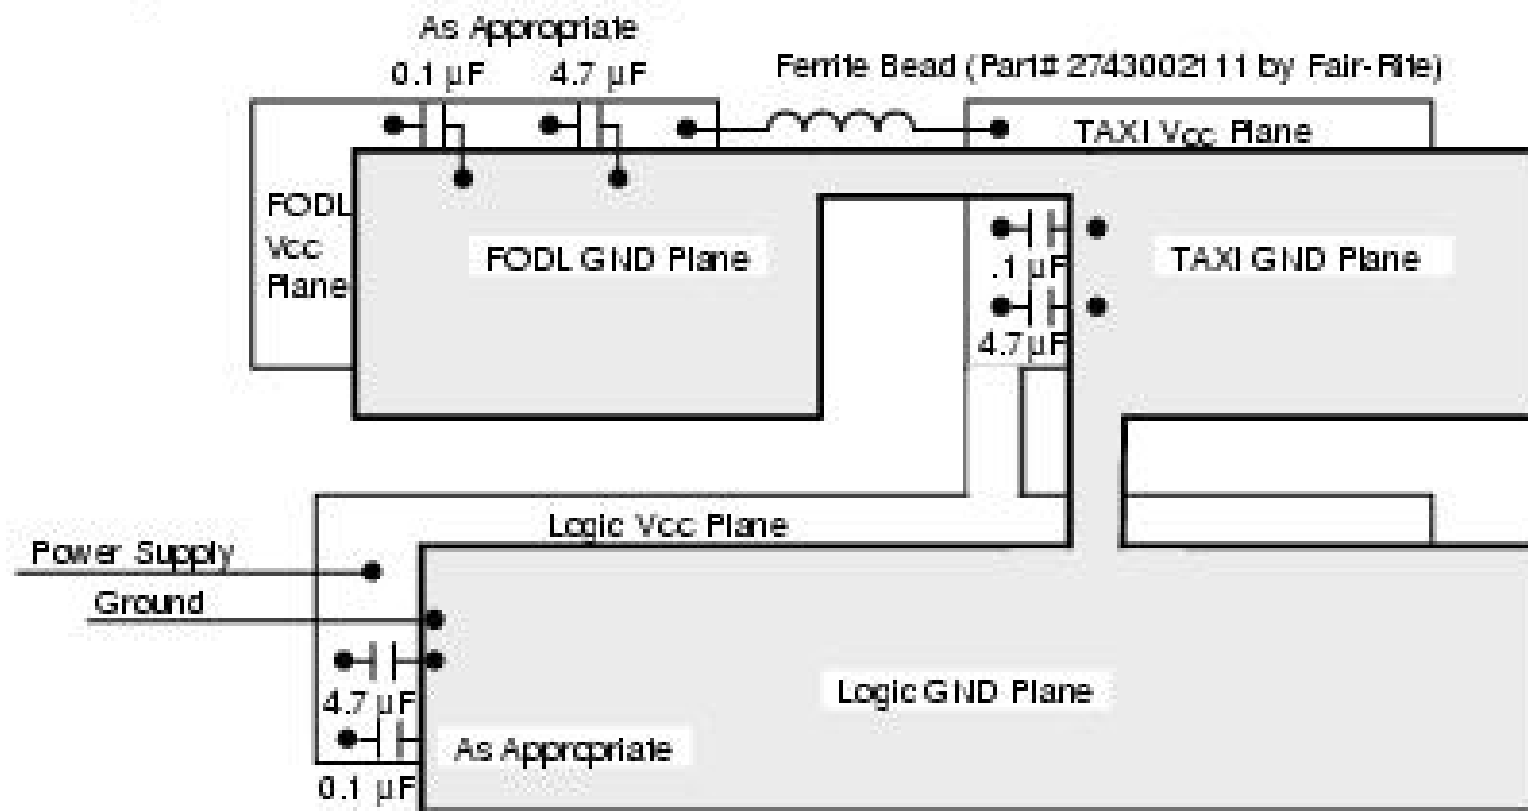 As Appropriate
0.1 µF 4.7 µF
Ferrite Bead (Part# 2743002111 by Fair-Rite)
TAXI Vcc Plane
FODL
Vcc
Plane
FODL GND Plane
.1 µF
4.7 µF
TAXI GND Plane
Logic Vcc Plane
Power Supply
Ground
4.7 µF
Logic GND Plane
As Appropriate
0.1 µF